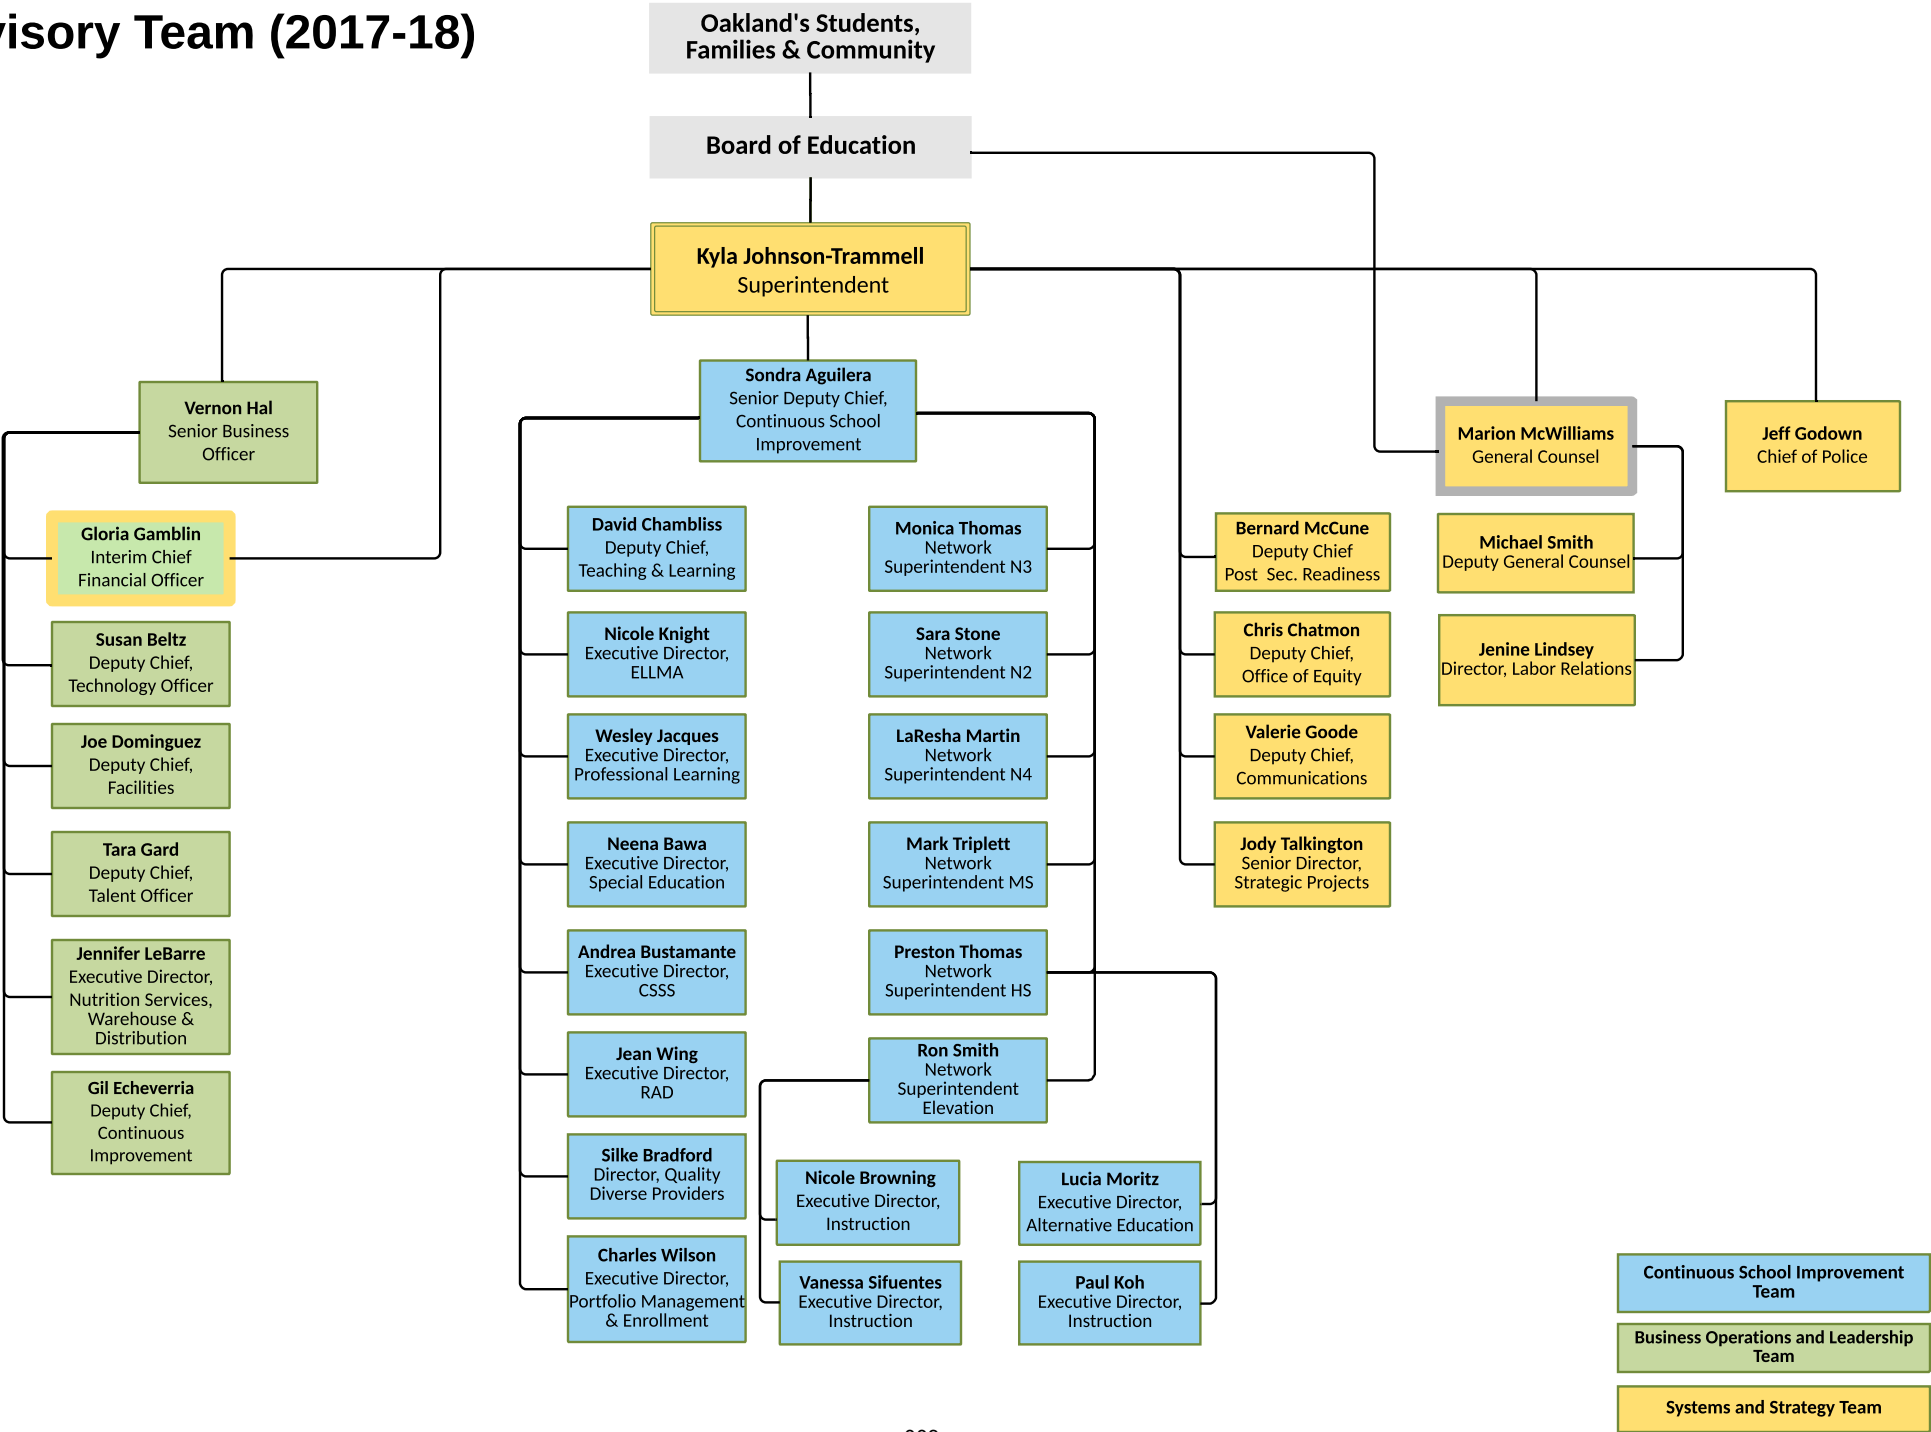 visory Team (2017-18)
Oakland's Students,
Families & Community
Board of Education
Kyla Johnson-Trammell
Superintendent
Sondra Aguilera
Senior Deputy Chief,
Continuous School
Improvement
Vernon Hal
Senior Business
Officer
Gloria Gamblin
Interim Chief
Financial Officer
Susan Beltz
Deputy Chief,
Technology Officer
Joe Dominguez
Deputy Chief,
Facilities
Tara Gard
Deputy Chief,
Talent Officer
Jennifer LeBarre
Executive Director,
Nutrition Services,
Warehouse &
Distribution
Gil Echeverria
Deputy Chief,
Continuous
Improvement
David Chambliss
Deputy Chief,
Teaching & Learning
Nicole Knight
Executive Director,
ELLMA
Wesley Jacques
Executive Director,
Professional Learning
Neena Bawa
Executive Director,
Special Education
Andrea Bustamante
Executive Director,
CSSS
Jean Wing
Executive Director,
RAD
Silke Bradford
Director, Quality
Diverse Providers
Charles Wilson
Executive Director,
Portfolio Management
& Enrollment
Monica Thomas
Network
Superintendent N3
Sara Stone
Network
Superintendent N2
LaResha Martin
Network
Superintendent N4
Mark Triplett
Network
Superintendent MS
Preston Thomas
Network
Superintendent HS
Ron Smith
Network
Superintendent
Elevation
Nicole Browning
Executive Director,
Instruction
Vanessa Sifuentes
Executive Director,
Instruction
Lucia Moritz
Executive Director,
Alternative Education
Paul Koh
Executive Director,
Instruction
Bernard McCune
Deputy Chief
Post Sec. Readiness
Chris Chatmon
Deputy Chief,
Office of Equity
Valerie Goode
Deputy Chief,
Communications
Jody Talkington
Senior Director,
Strategic Projects
Marion McWilliams
General Counsel
Michael Smith
Deputy General Counsel
Jenine Lindsey
Director, Labor Relations
Jeff Godown
Chief of Police
Continuous School Improvement
Team
Business Operations and Leadership
Team
Systems and Strategy Team